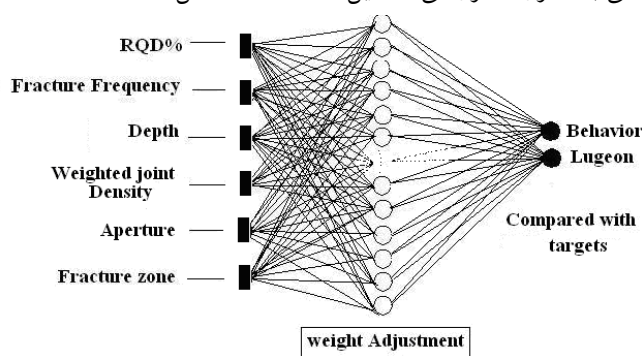 RQD%
Fracture Frequency
Depth
Weighted joint
Density
Aperture
Fracture zone
Behavior
Lugeon
Compared with
targets
weight Adjustment